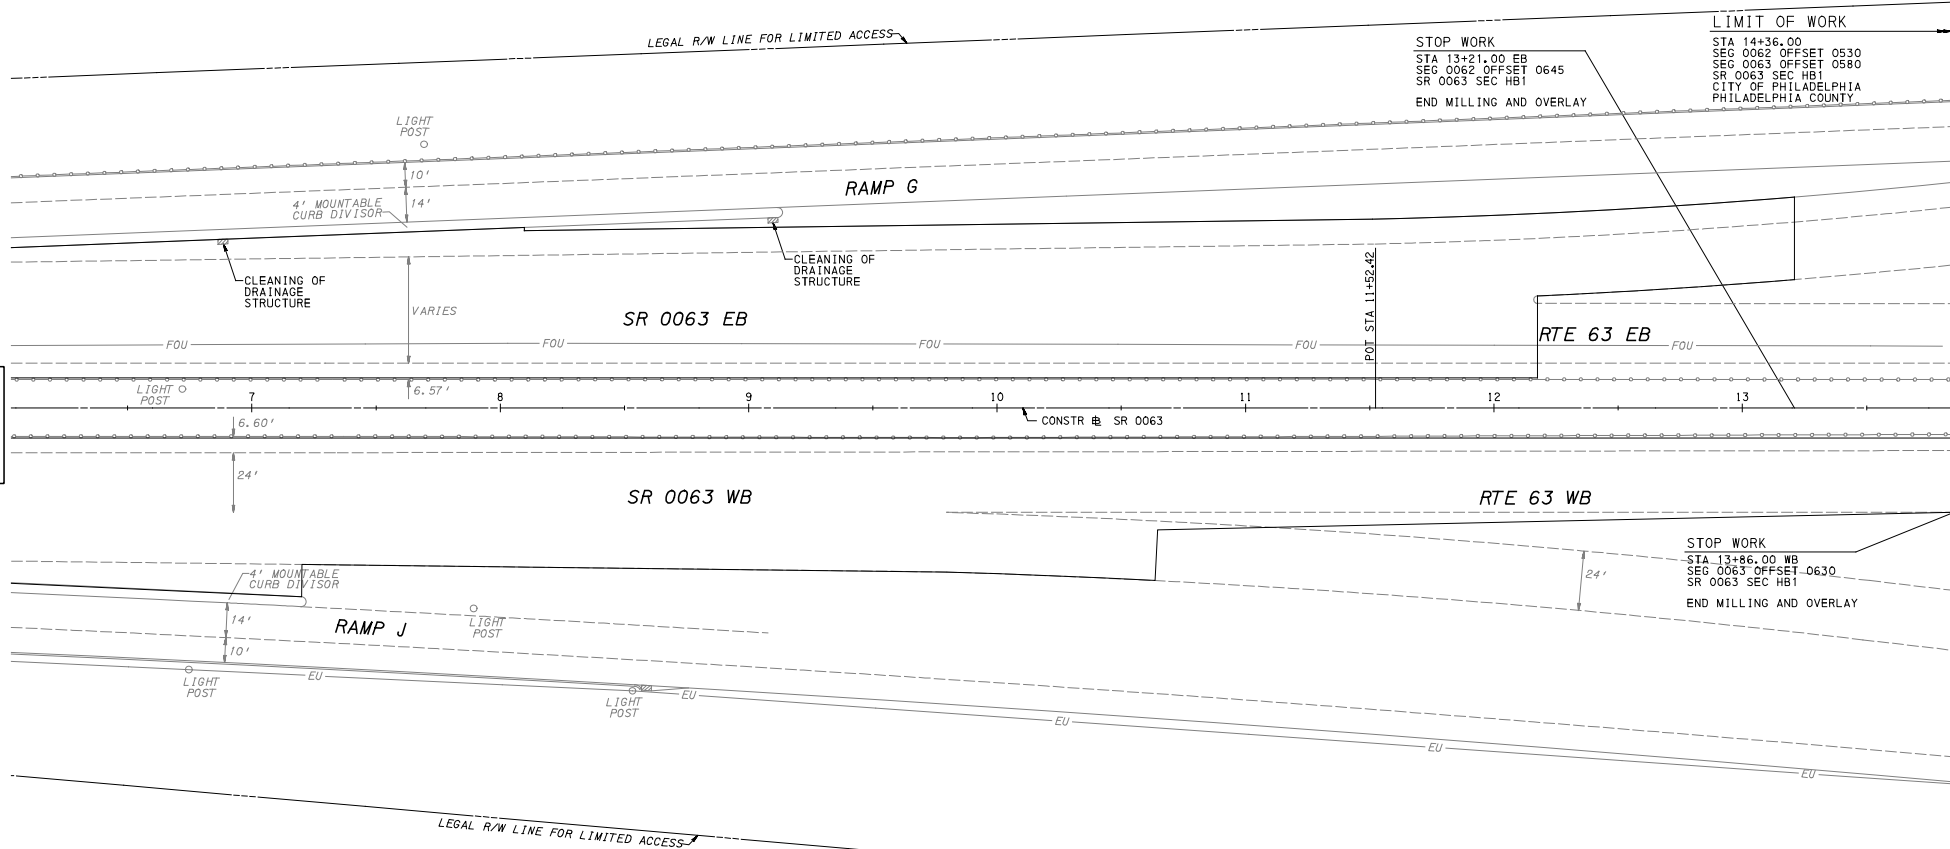 LEGAL R/W LINE FOR LIMITED ACCESS
STOP WORK
STA 13+21.00 EB
SEG 0062 OFFSET 0645
SR 0063 SEC HB1
END MILLING AND OVERLAY
LIMIT OF WORK
STA 14+36.00
SEG 0062 OFFSET 0530
SEG 0063 OFFSET 0580
SR 0063 SEC HB1
CITY OF PHILADELPHIA
PHILADELPHIA COUNTY
LIGHT
POST
10'
14'
RAMP G
4' MOUNTABLE
CURB DIVISOR
CLEANING OF
DRAINAGE
STRUCTURE
CLEANING OF
DRAINAGE
STRUCTURE
VARIES
POT STA 11+52.42
SR 0063 EB
RTE 63 EB
FOU
FOU
FOU
FOU
FOU
LIGHT
POST
6.57'
7
8
9
10
11
12
13
6.60'
CONSTR ⅊ SR 0063
24'
SR 0063 WB
RTE 63 WB
STOP WORK
STA 13+86.00 WB
SEG 0063 OFFSET 0630
SR 0063 SEC HB1
END MILLING AND OVERLAY
4' MOUNTABLE
CURB DIVISOR
24'
14'
RAMP J
LIGHT
POST
10'
LIGHT
POST
EU
EU
LIGHT
POST
EU
EU
EU
LEGAL R/W LINE FOR LIMITED ACCESS